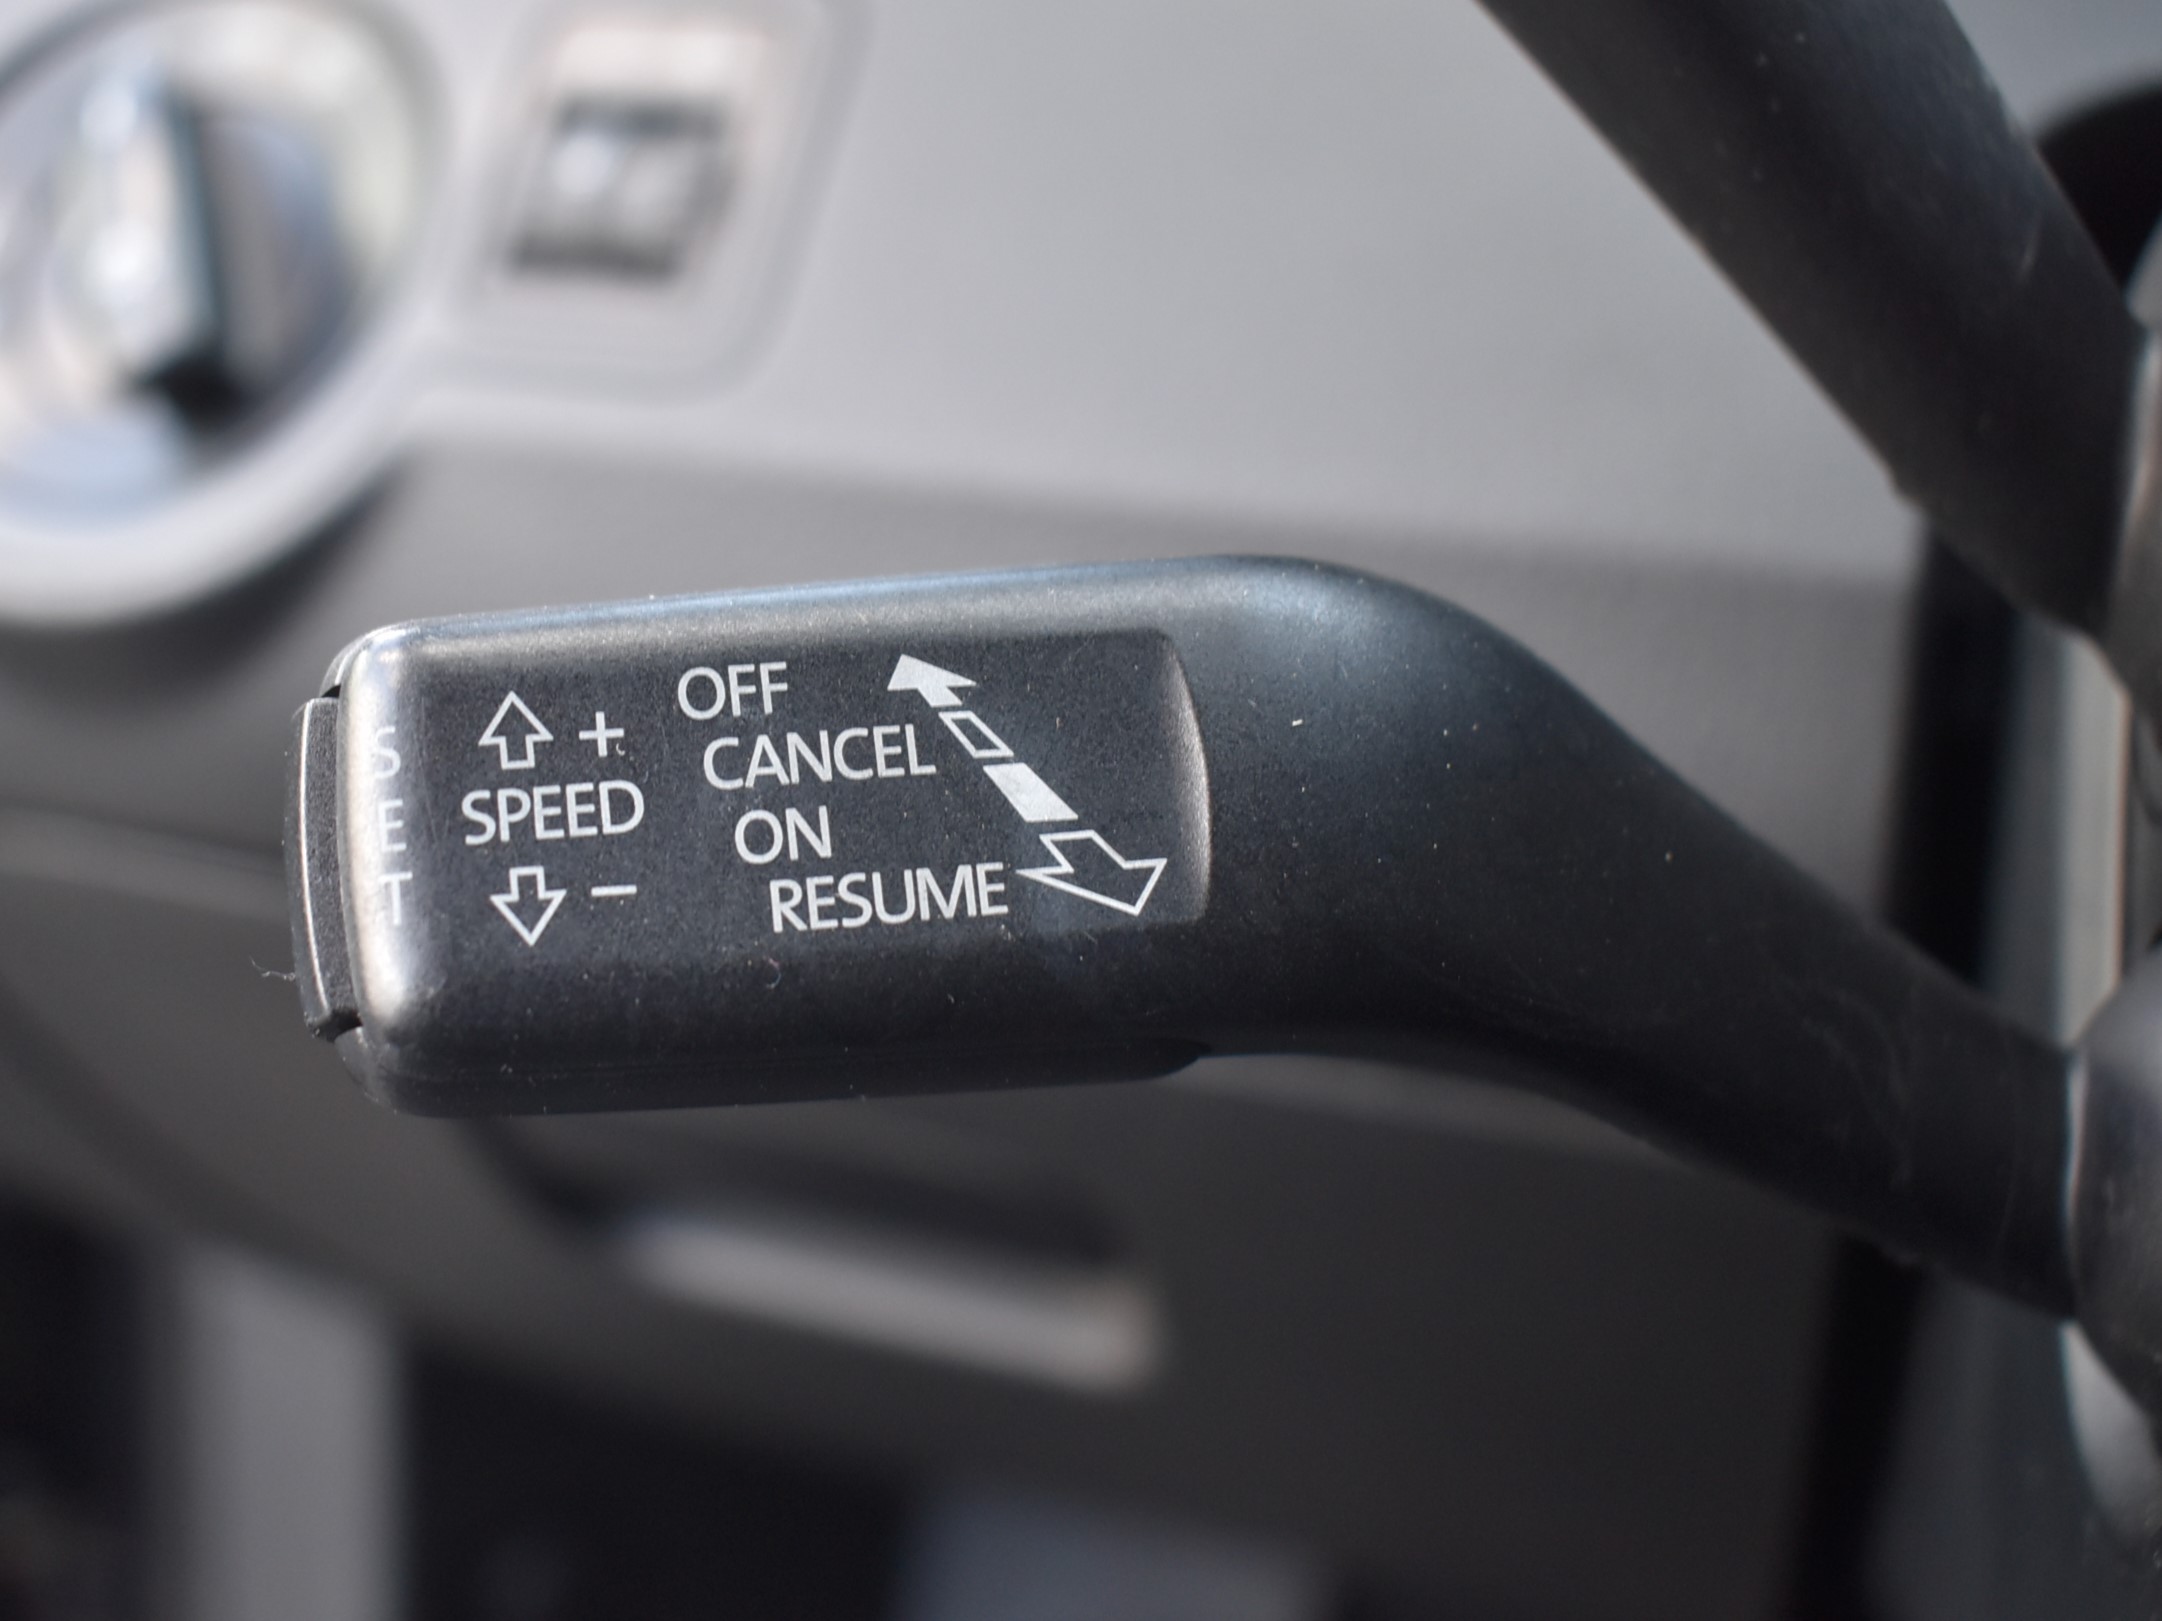 SET
+
SPEED
−
OFF
CANCEL
ON
RESUME